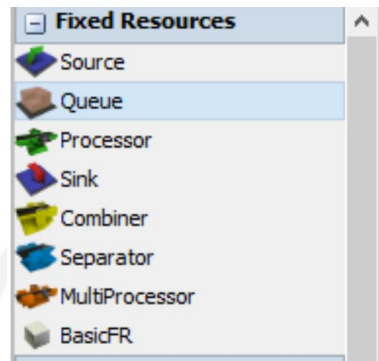 Fixed Resources
Source
Queue
Processor
Sink
Combiner
Separator
MultiProcessor
BasicFR